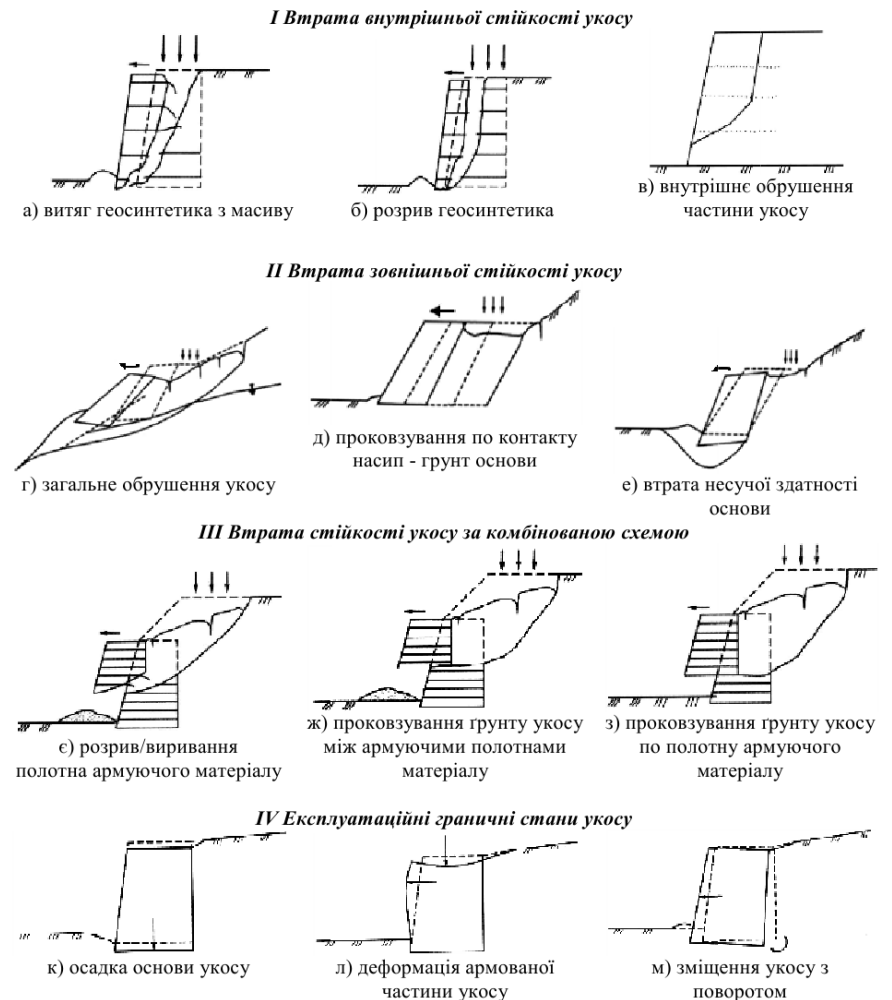 I Втрата внутрішньої стійкості укосу
а) витяг геосинтетика з масиву
б) розрив геосинтетика
в) внутрішнє обрушення
частини укосу
II Втрата зовнішньої стійкості укосу
г) загальне обрушення укосу
д) проковзування по контакту
насип - грунт основи
е) втрата несучої здатності
основи
III Втрата стійкості укосу за комбінованою схемою
є) розрив/виривання
полотна армуючого матеріалу
ж) проковзування ґрунту укосу
між армуючими полотнами
матеріалу
з) проковзування ґрунту укосу
по полотну армуючого
матеріалу
IV Експлуатаційні граничні стани укосу
к) осадка основи укосу
л) деформація армованої
частини укосу
м) зміщення укосу з
поворотом